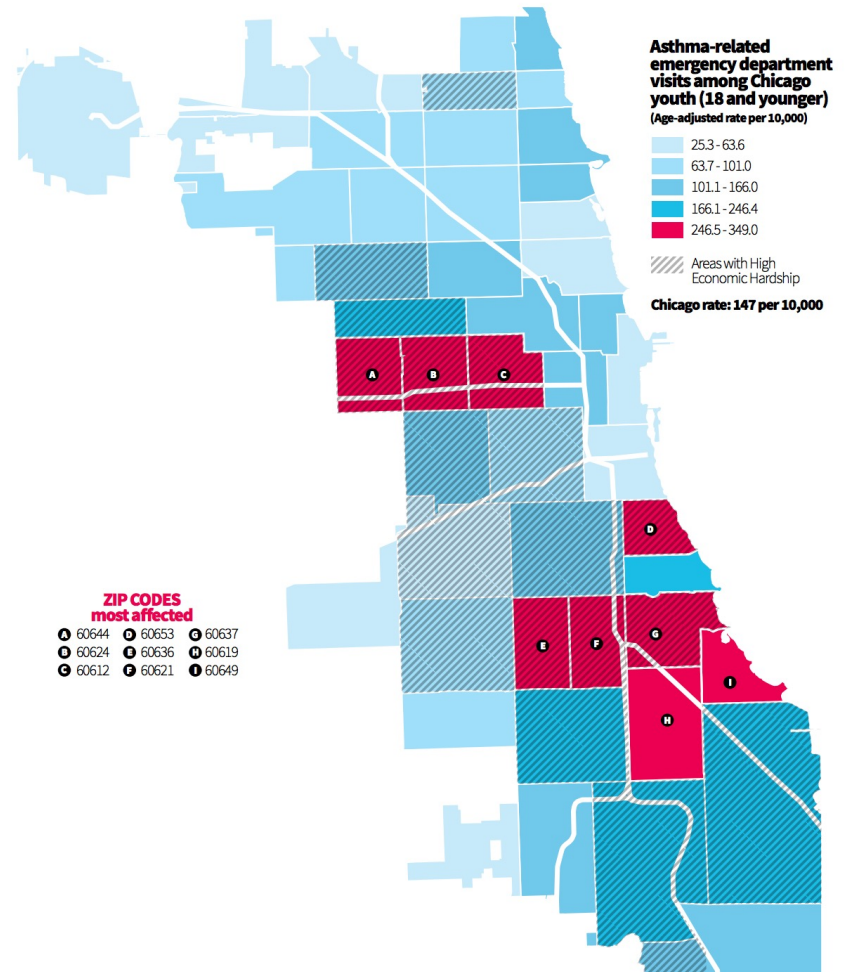 Asthma-related
emergency department
visits among Chicago
youth (18 and younger)
(Age-adjusted rate per 10,000)
25.3 - 63.6
63.7 - 101.0
101.1 - 166.0
166.1 - 246.4
246.5 - 349.0
Areas with High
Economic Hardship
Chicago rate: 147 per 10,000
A
B
C
D
E
F
G
H
I
ZIP CODES
most affected
A 60644 D 60653 G 60637
B 60624 E 60636 H 60619
C 60612 F 60621 I 60649